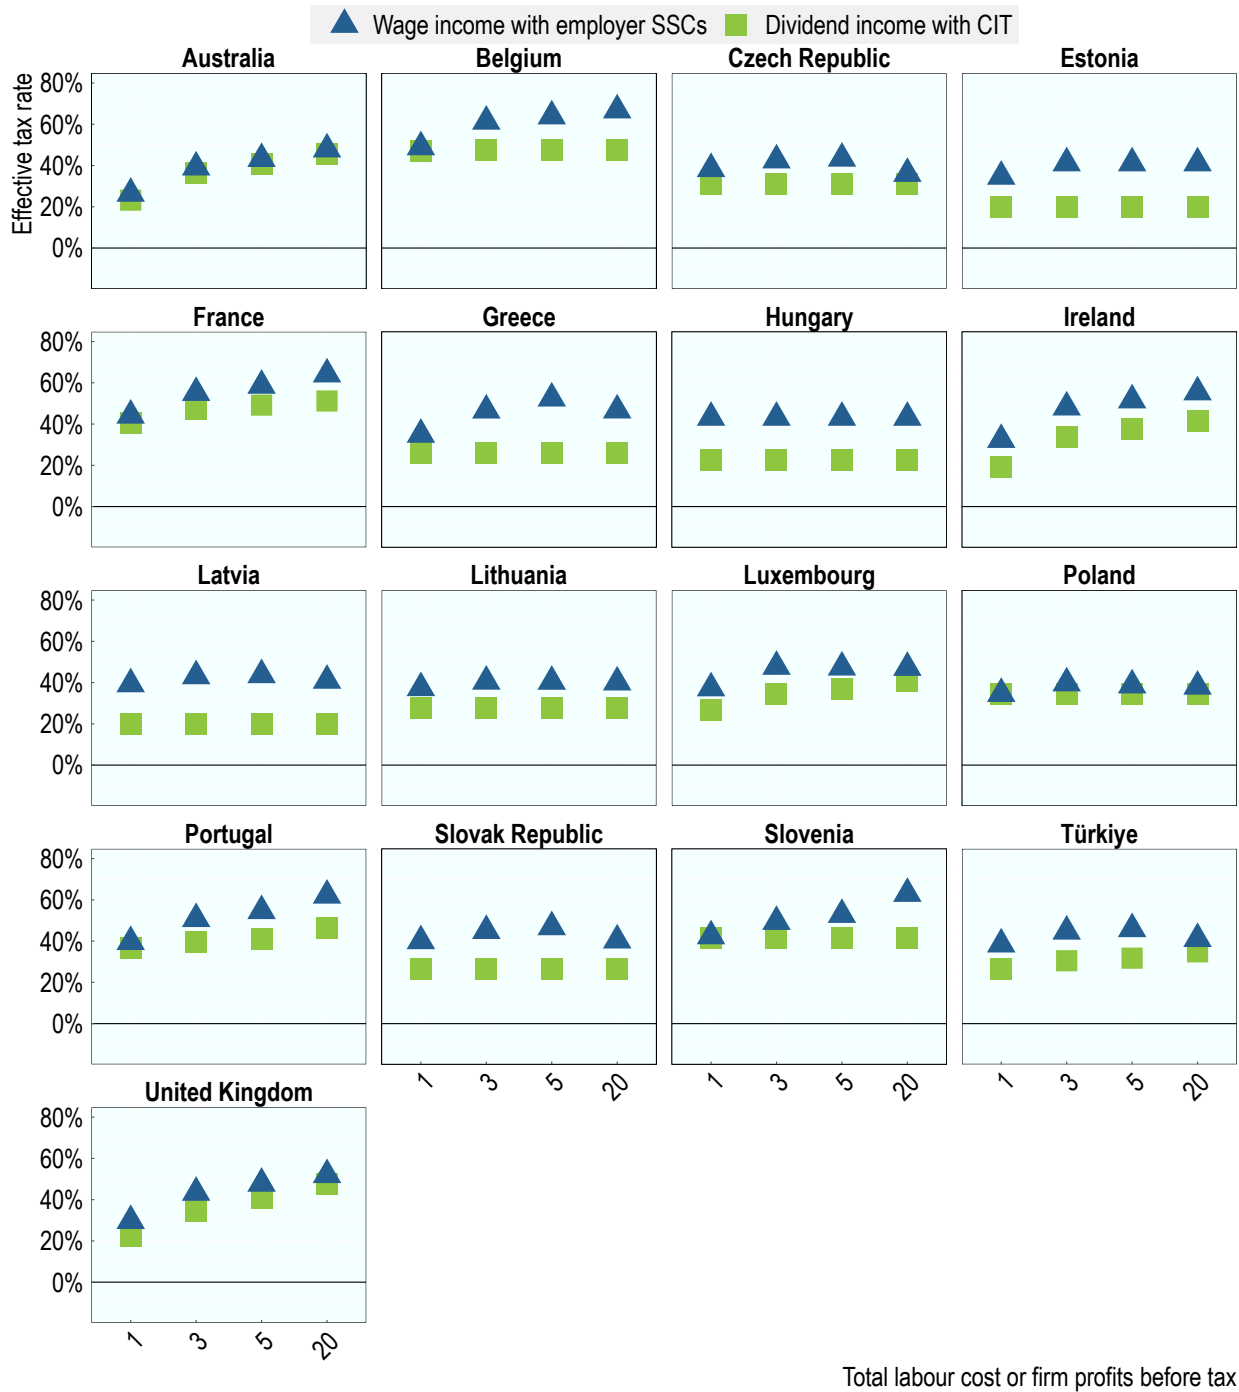 Wage income with employer SSCs Dividend income with CIT
Australia Belgium Czech Republic Estonia
Effective tax rate
80%
60%
40%
20%
0%
France Greece Hungary Ireland
80%
60%
40%
20%
0%
Latvia Lithuania Luxembourg Poland
80%
60%
40%
20%
0%
Portugal Slovak Republic Slovenia Türkiye
80%
60%
40%
20%
0%
1 3 5 20 1 3 5 20 1 3 5 20
United Kingdom
80%
60%
40%
20%
0%
1 3 5 20
Total labour cost or firm profits before tax